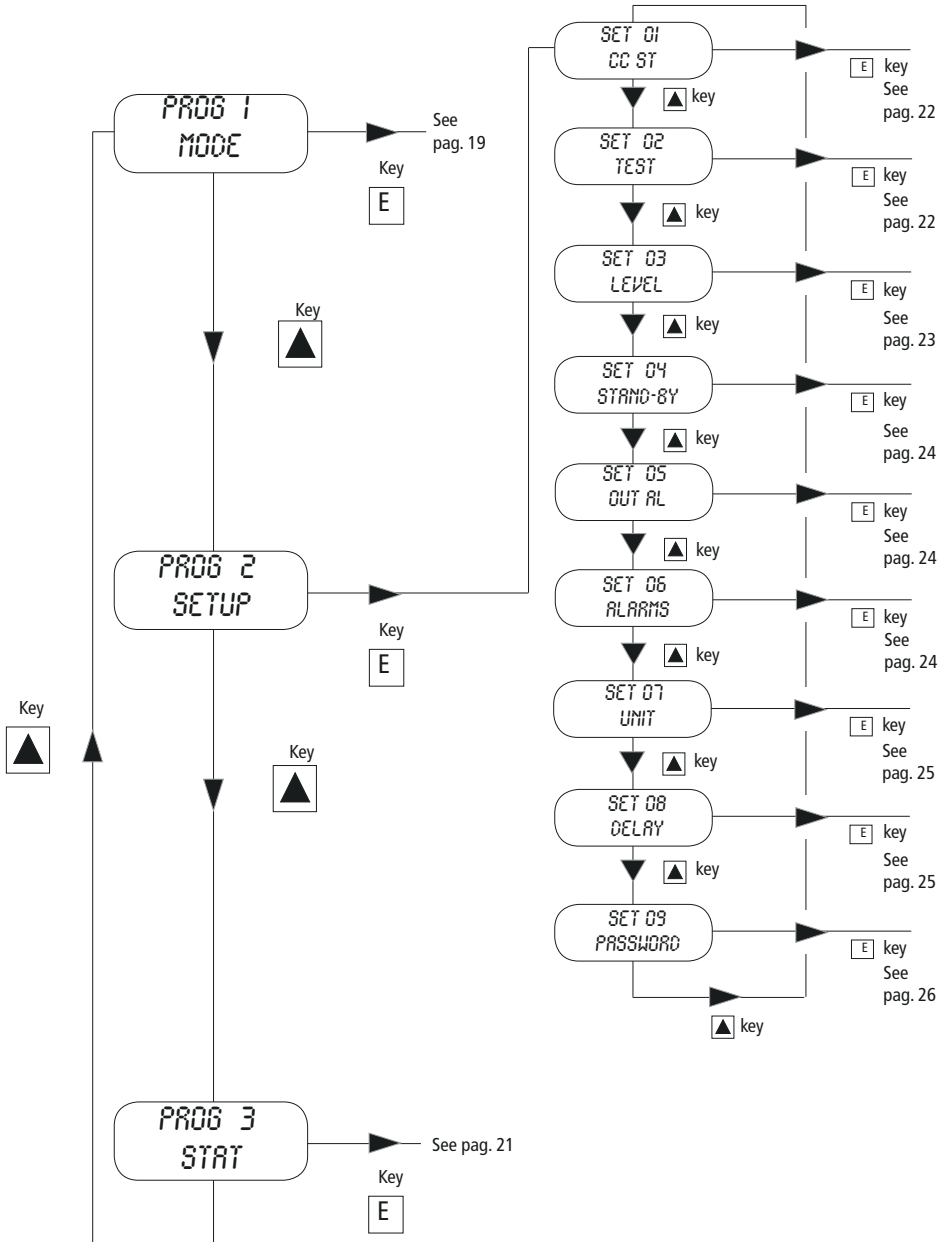 PROG 1
MODE
See
pag. 19
Key
E
Key
PROG 2
SETUP
Key
E
Key
Key
PROG 3
STAT
See pag. 21
Key
E
SET 01
CC ST
E key
See
pag. 22
key
SET 02
TEST
E key
See
pag. 22
key
SET 03
LEVEL
E key
See
pag. 23
key
SET 04
STAND-BY
E key
See
pag. 24
key
SET 05
OUT AL
E key
See
pag. 24
key
SET 06
ALARMS
E key
See
pag. 24
key
SET 07
UNIT
E key
See
pag. 25
key
SET 08
DELAY
E key
See
pag. 25
key
SET 09
PASSWORD
E key
See
pag. 26
key